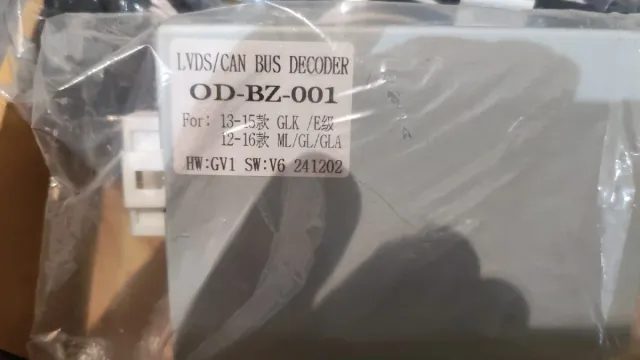 LVDS/CAN BUS DECODER
OD-BZ-001
For: 13-15款 GLK /E级
12-16款 ML/GL/GLA
HW:GV1 SW:V6 241202